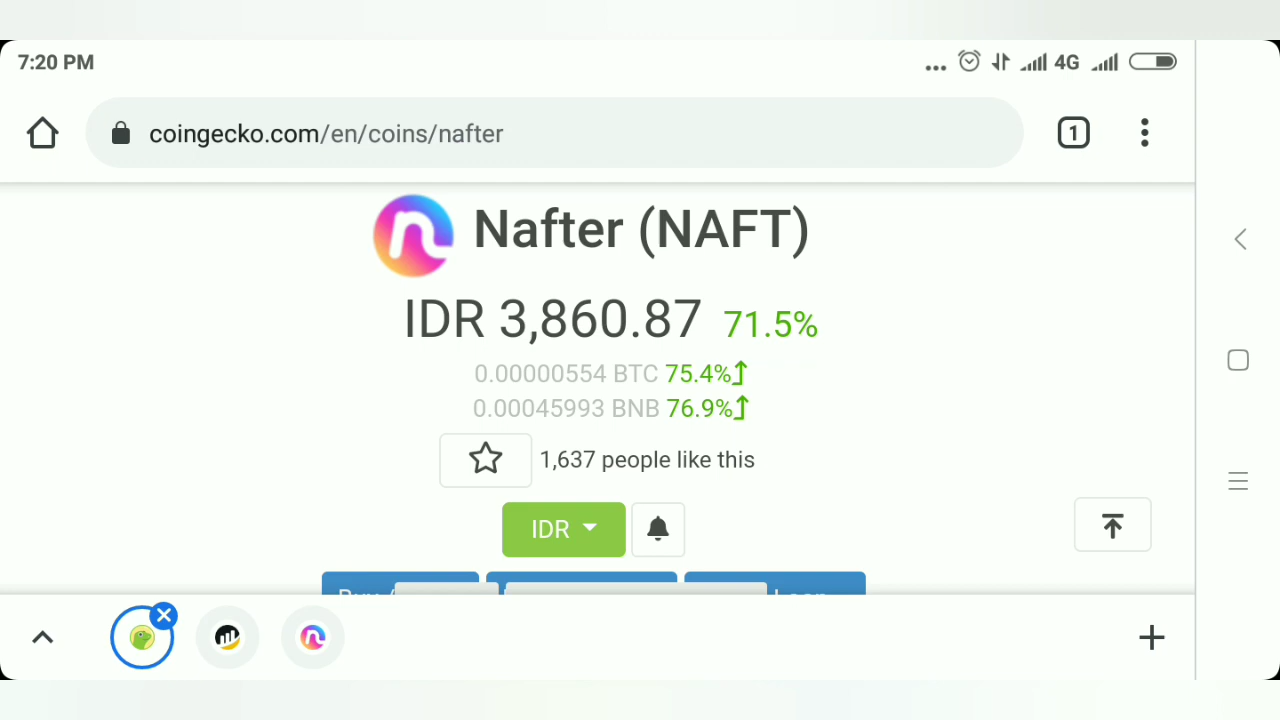 7:20 PM
4G
coingecko.com/en/coins/nafter
1
Nafter (NAFT)
IDR 3,860.87 71.5%
0.00000554 BTC 75.4%
0.00045993 BNB 76.9%
1,637 people like this
IDR